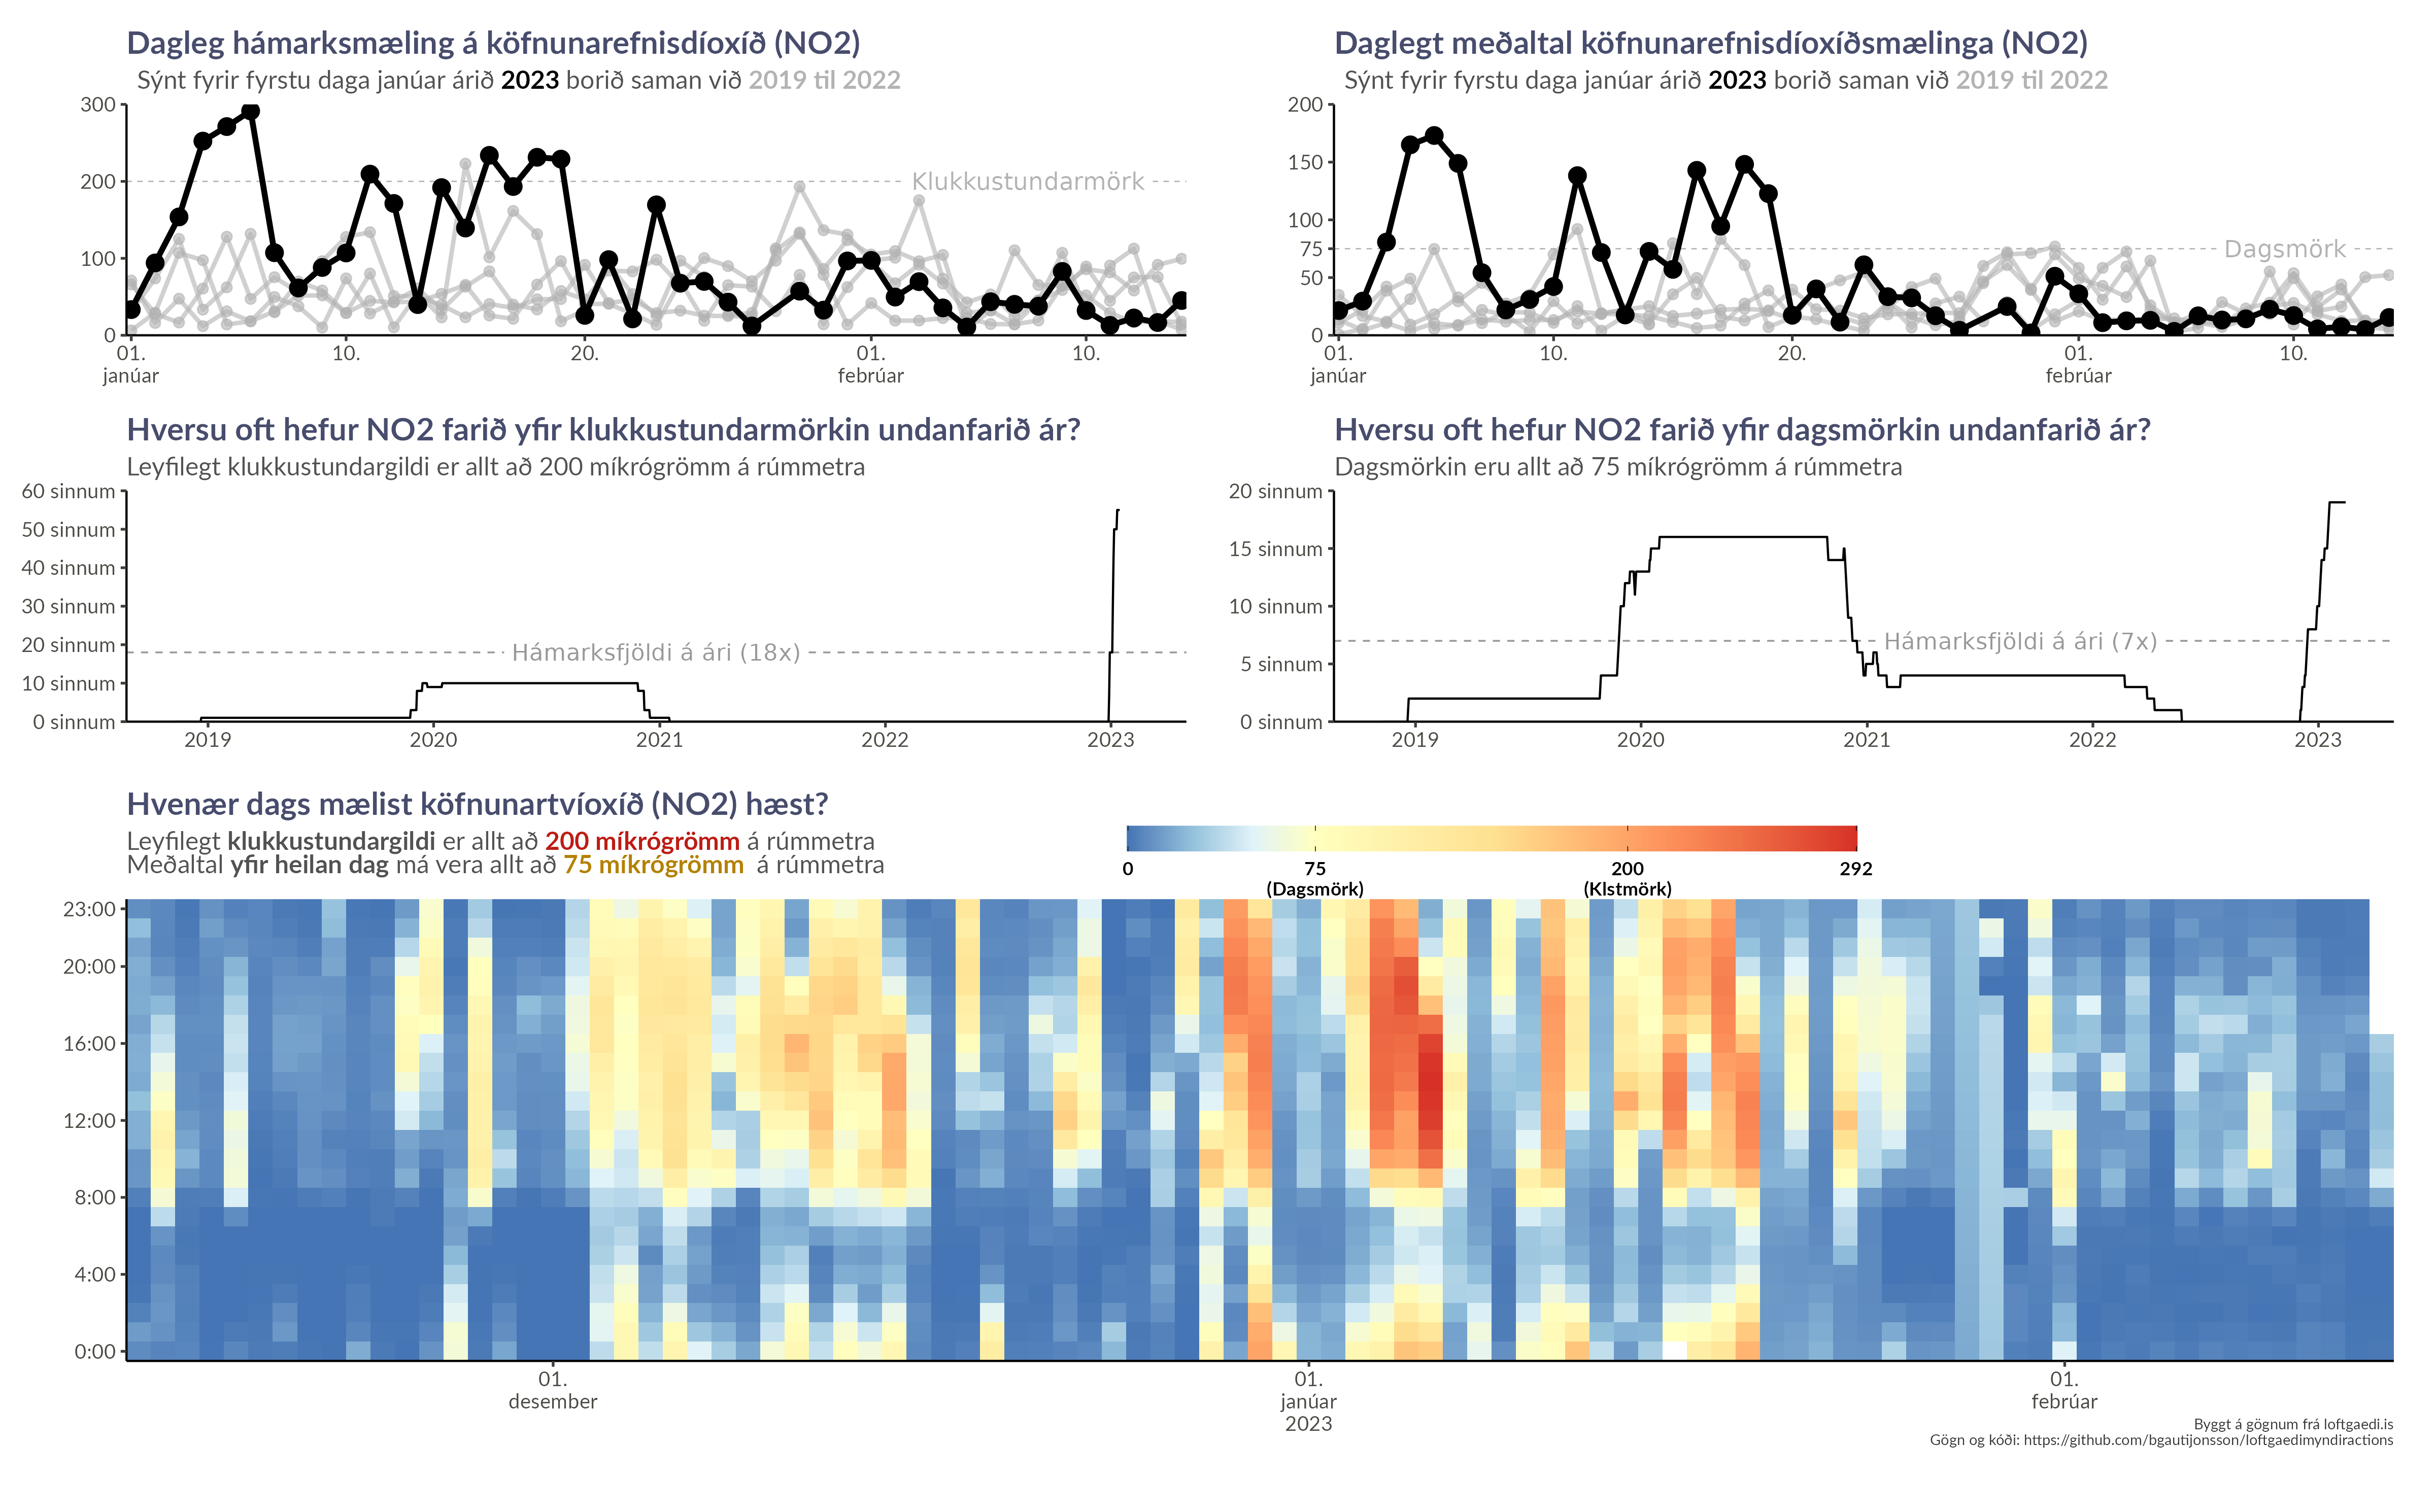 Dagleg hámarksmæling á köfnunarefnisdíoxíð (NO2)
Sýnt fyrir fyrstu daga janúar árið 2023 borið saman við 2019 til 2022
300
200
100
0
Klukkustundarmörk
01.
janúar
10.
20.
01.
febrúar
10.
Daglegt meðaltal köfnunarefnisdíoxíðsmælinga (NO2)
Sýnt fyrir fyrstu daga janúar árið 2023 borið saman við 2019 til 2022
200
150
100
75
50
0
Dagsmörk
01.
janúar
10.
20.
01.
febrúar
10.
Hversu oft hefur NO2 farið yfir klukkustundarmörkin undanfarið ár?
Leyfilegt klukkustundargildi er allt að 200 míkrógrömm á rúmmetra
60 sinnum
50 sinnum
40 sinnum
30 sinnum
20 sinnum
10 sinnum
0 sinnum
Hámarksfjöldi á ári (18x)
2019
2020
2021
2022
2023
Hversu oft hefur NO2 farið yfir dagsmörkin undanfarið ár?
Dagsmörkin eru allt að 75 míkrógrömm á rúmmetra
20 sinnum
15 sinnum
10 sinnum
5 sinnum
0 sinnum
Hámarksfjöldi á ári (7x)
2019
2020
2021
2022
2023
Hvenær dags mælist köfnunartvíoxíð (NO2) hæst?
Leyfilegt klukkustundargildi er allt að 200 míkrógrömm á rúmmetra
Meðaltal yfir heilan dag má vera allt að 75 míkrógrömm á rúmmetra
0
75
(Dagsmörk)
200
(Klstmörk)
292
23:00
20:00
16:00
12:00
8:00
4:00
0:00
01.
desember
01.
janúar
2023
01.
febrúar
Byggt á gögnum frá loftgaedi.is
Gögn og kóði: https://github.com/bgautijonsson/loftgaedimyndiractions